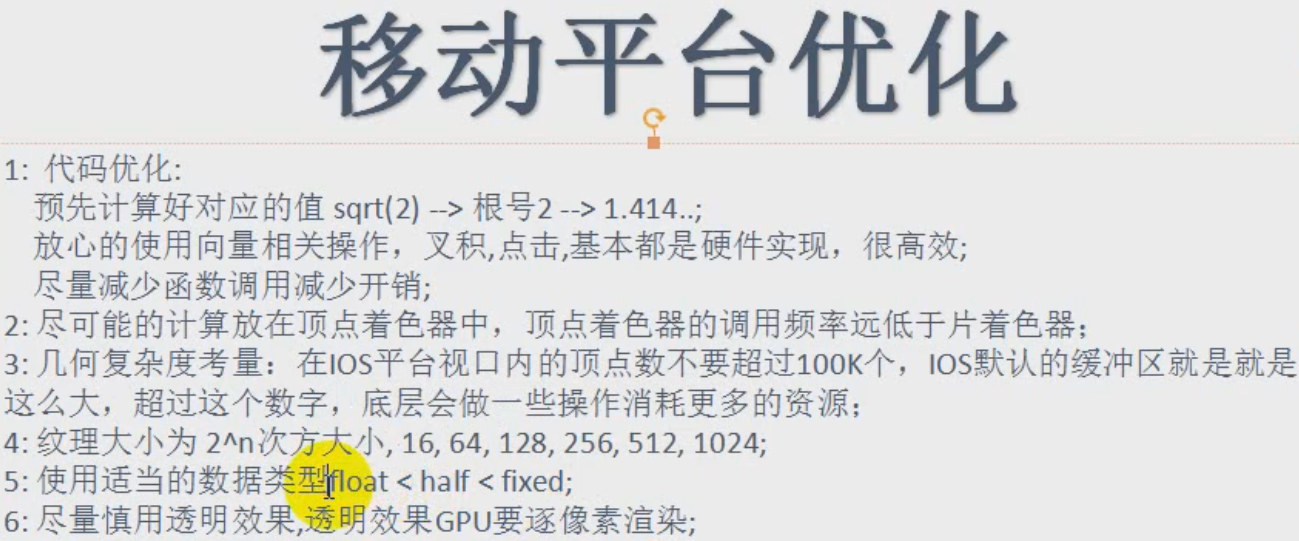 移动平台优化
1: 代码优化:
预先计算好对应的值 sqrt(2) --> 根号2 --> 1.414..;
放心的使用向量相关操作，叉积,点击,基本都是硬件实现，很高效;
尽量减少函数调用减少开销;
2: 尽可能的计算放在顶点着色器中，顶点着色器的调用频率远低于片着色器；
3: 几何复杂度考量：在IOS平台视口内的顶点数不要超过100K个，IOS默认的缓冲区就是就是
这么大，超过这个数字，底层会做一些操作消耗更多的资源；
4: 纹理大小为 2^n次方大小, 16, 64, 128, 256, 512, 1024;
5: 使用适当的数据类型float < half < fixed;
6: 尽量慎用透明效果,透明效果GPU要逐像素渲染;